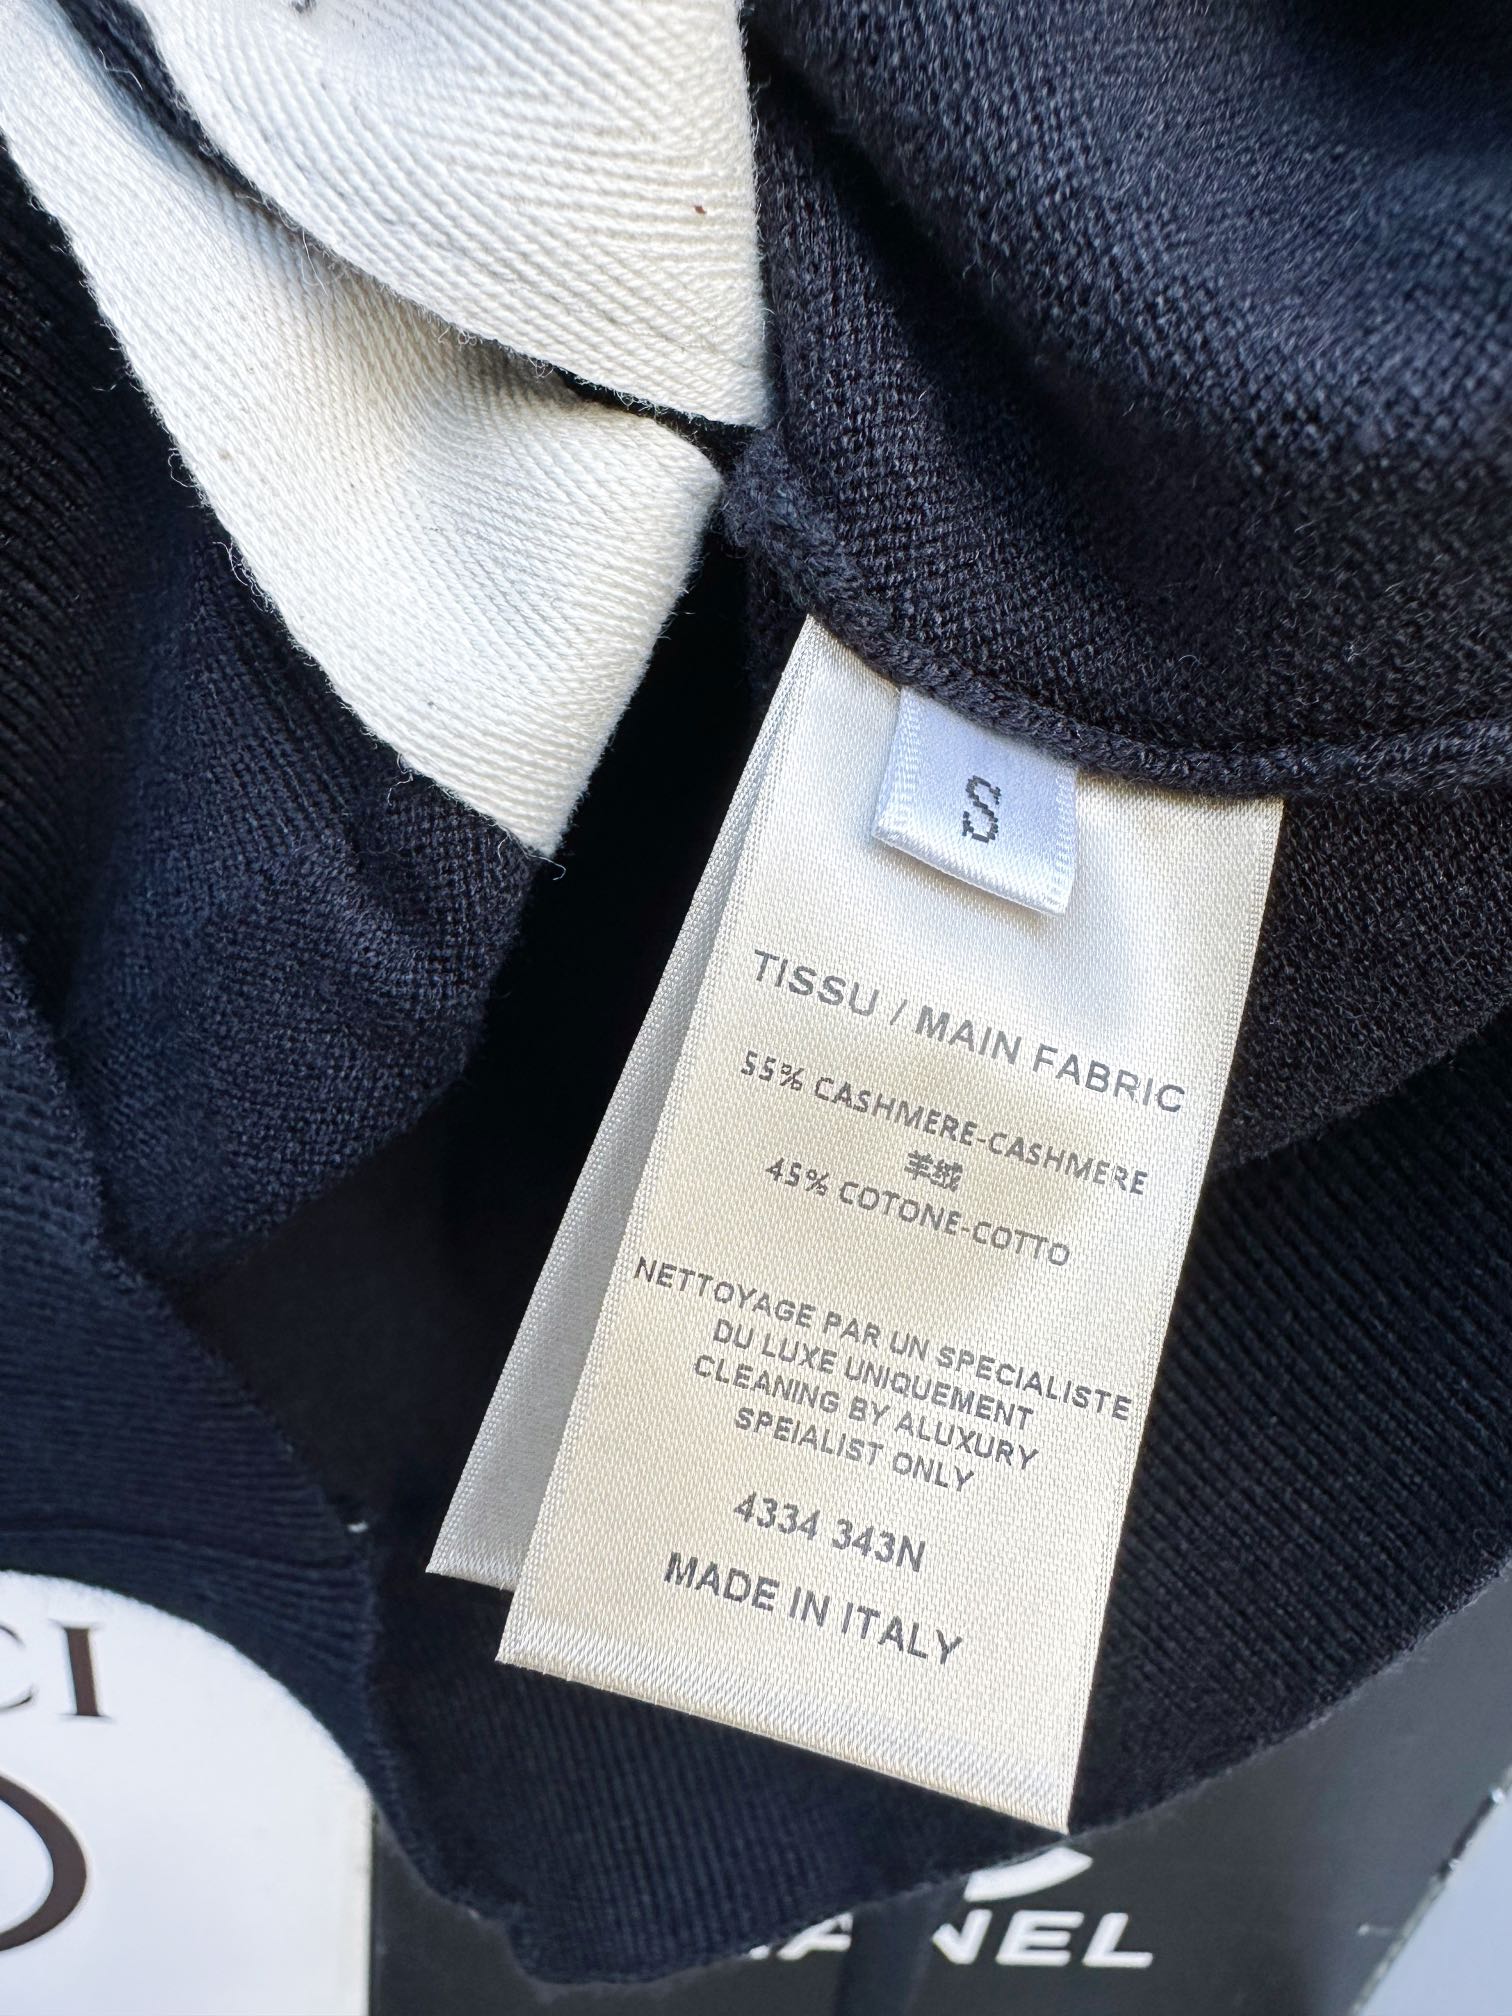 S
TISSU / MAIN FABRIC
55% CASHMERE-CASHMERE
羊绒
45% COTONE-COTTO
NETTOYAGE PAR UN SPECIALISTE
DU LUXE UNIQUEMENT
CLEANING BY ALUXURY
SPEIALIST ONLY
4334 343N
MADE IN ITALY
CI
ANEL